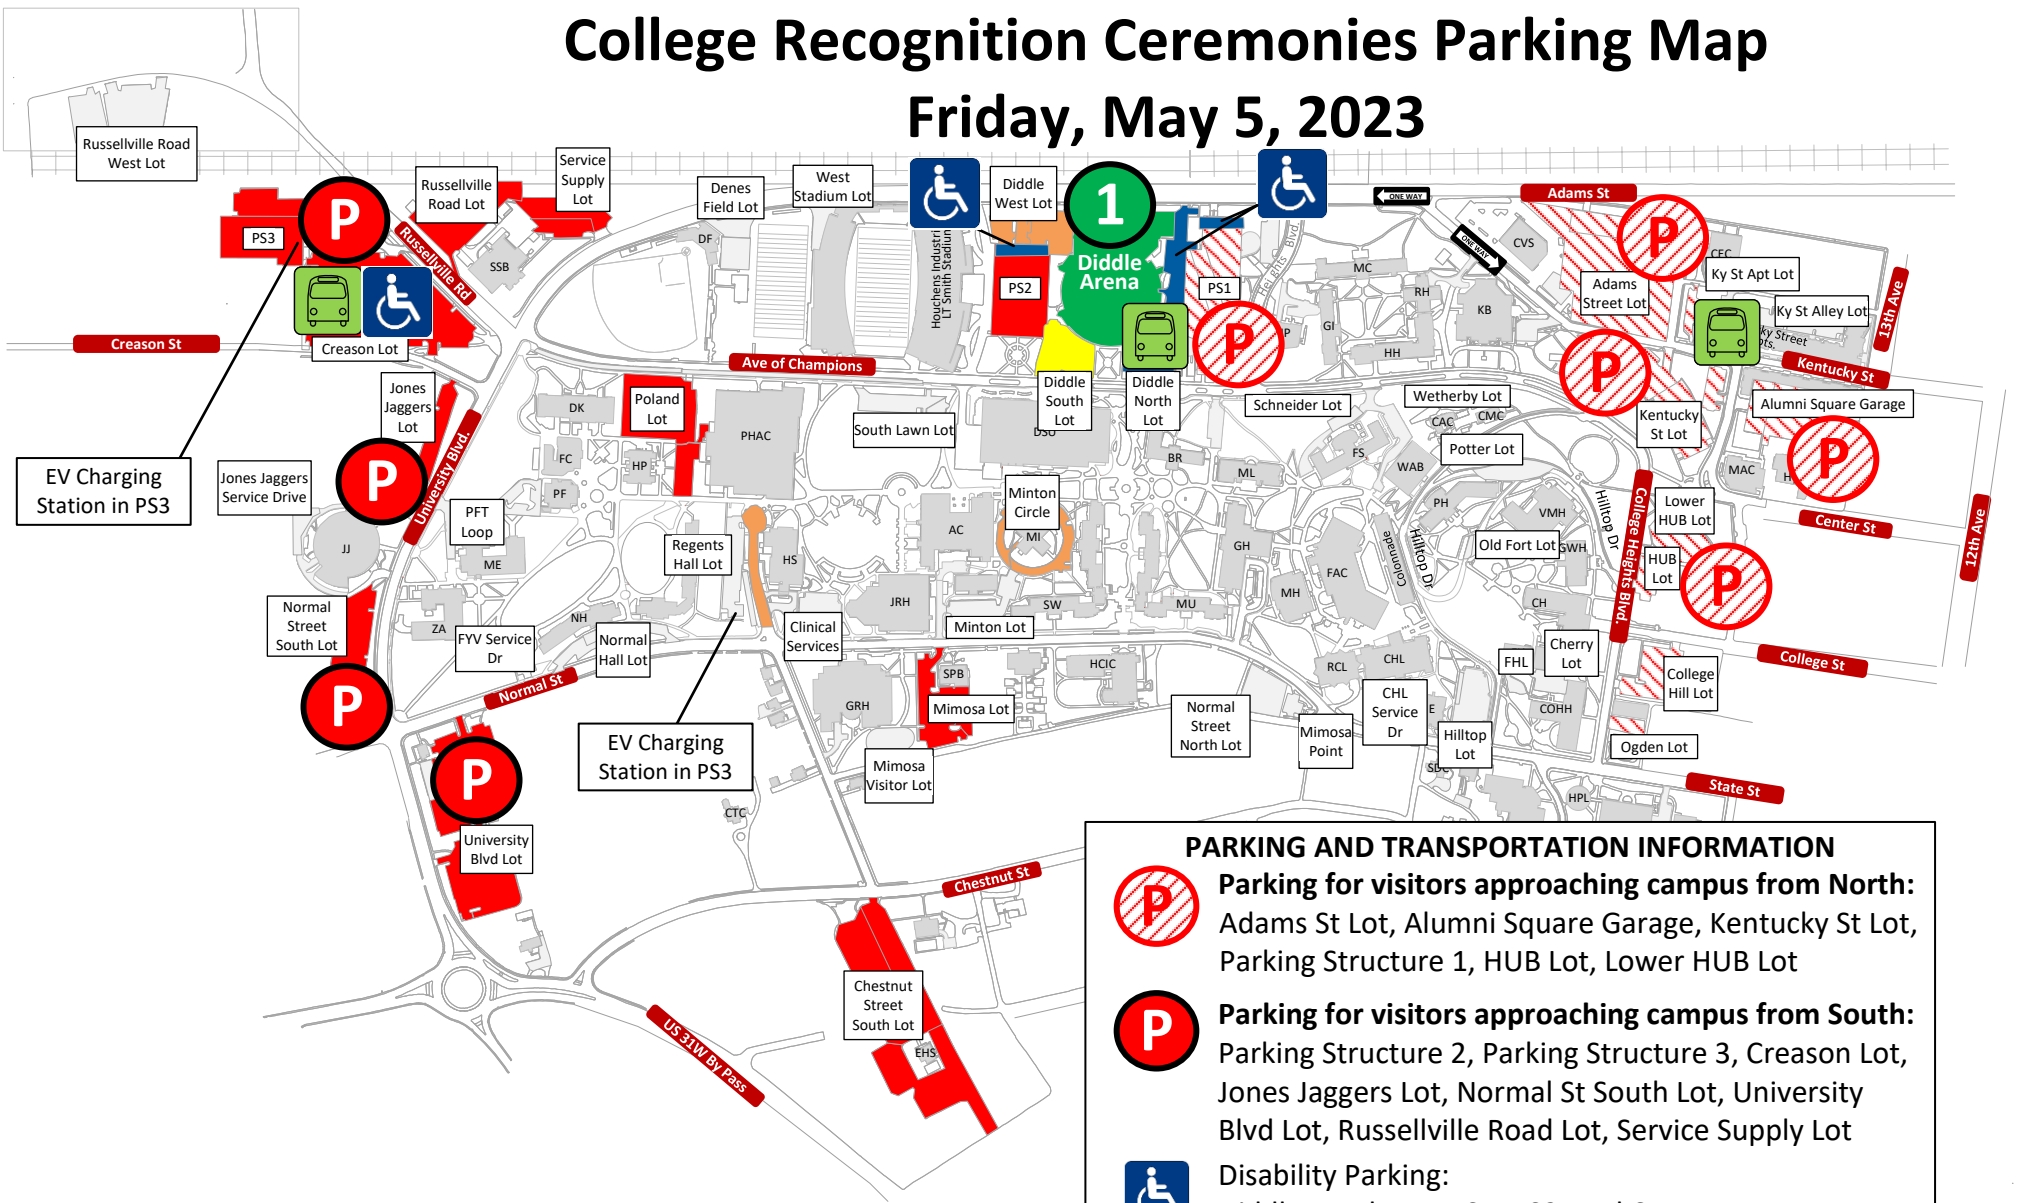 College Recognition Ceremonies Parking Map
Friday, May 5, 2023
Russellville Road
West Lot
Russellville
Road Lot
Service
Supply
Lot
Denes
Field Lot
West
Stadium Lot
Diddle
West Lot
1
ONE WAY
Adams St
P
PS3
P
Russellville Rd
SSB
DF
Houchens
LT Smith Stadium
PS2
Diddle
Arena
PS1
Heights Blvd
MC
RH
GI
KB
HH
ONE WAY
CVS
Adams
Street Lot
CEC
Ky St Apt Lot
Ky St Alley Lot
13th Ave
Kentucky St
Creason St
Creason Lot
Ave of Champions
P
P
Jones
Jaggers
Lot
DK
Poland
Lot
PHAC
South Lawn Lot
DSU
Diddle
South
Lot
Diddle
North
Lot
Schneider Lot
Wetherby Lot
CAC
CMC
Potter Lot
Kentucky
St Lot
Alumni Square Garage
P
MAC
EV Charging
Station in PS3
Jones Jaggers
Service Drive
P
University Blvd.
FC
HP
PF
BR
ML
FS
WAB
PFT
Loop
Minton
Circle
MI
AC
PH
VMH
Hilltop Dr
College Heights Blvd.
Lower
HUB Lot
Center St
12th Ave
JJ
ME
Regents
Hall Lot
HS
GH
Colonnade
Hilltop Dr
Old Fort Lot
GWH
HUB
Lot
P
FAC
Normal
Street
South Lot
ZA
FYV Service
Dr
NH
Normal
Hall Lot
Clinical
Services
JRH
SW
Minton Lot
MU
MH
CH
Cherry
Lot
FHL
College St
P
Normal St
GRH
SPB
Mimosa Lot
HCIC
RCL
CHL
CHL
Service
Dr
College
Hill Lot
COHH
Normal
Street
North Lot
Mimosa
Point
Hilltop
Lot
Ogden Lot
EV Charging
Station in PS3
Mimosa
Visitor Lot
P
State St
SDC
HPL
CTC
University
Blvd Lot
Chestnut St
Chestnut
Street
South Lot
EHS
US 31W By Pass
PARKING AND TRANSPORTATION INFORMATION
P
Parking for visitors approaching campus from North:
Adams St Lot, Alumni Square Garage, Kentucky St Lot,
Parking Structure 1, HUB Lot, Lower HUB Lot
P
Parking for visitors approaching campus from South:
Parking Structure 2, Parking Structure 3, Creason Lot,
Jones Jaggers Lot, Normal St South Lot, University
Blvd Lot, Russellville Road Lot, Service Supply Lot
Disability Parking: